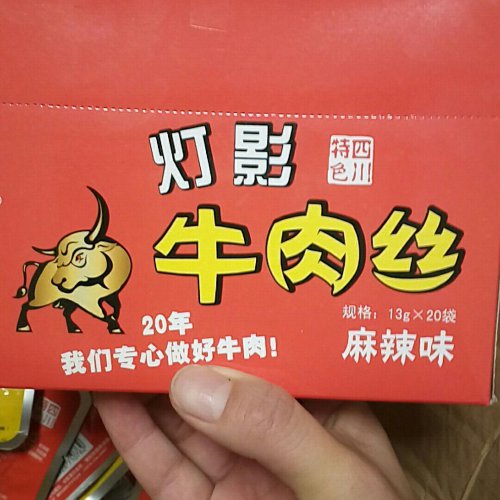 灯影
四川
特色
牛肉丝
规格：13g×20袋
20年
麻辣味
我们专心做好牛肉！